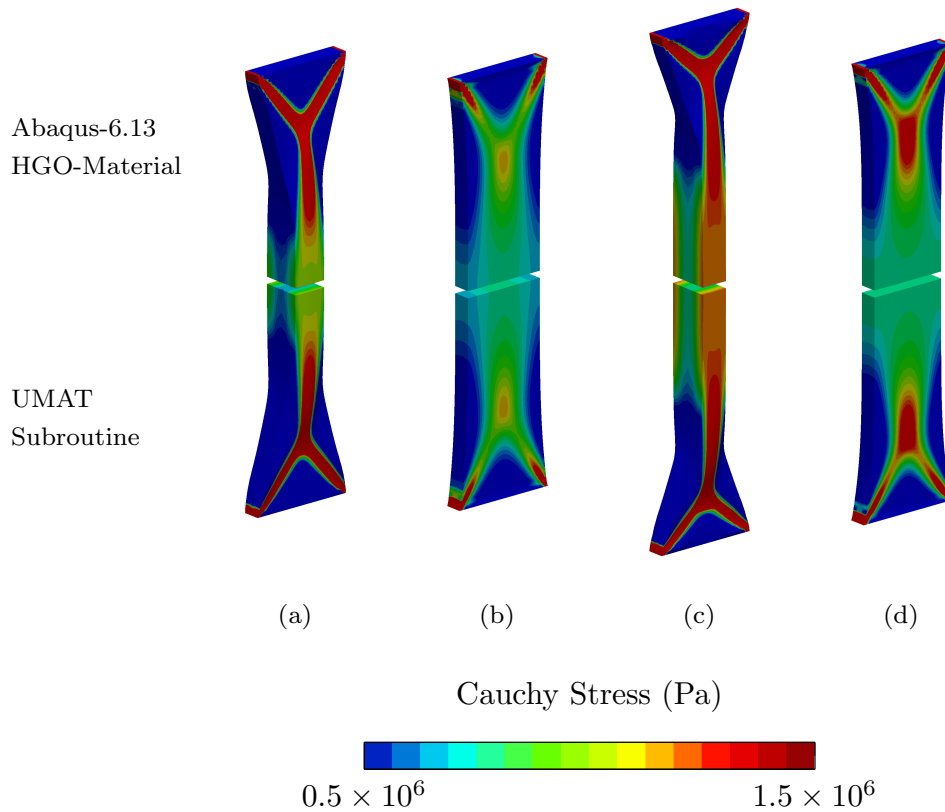 Abaqus-6.13
HGO-Material
UMAT
Subroutine
(a) (b) (c) (d)
Cauchy Stress (Pa)
0.5 × 10⁶ 1.5 × 10⁶